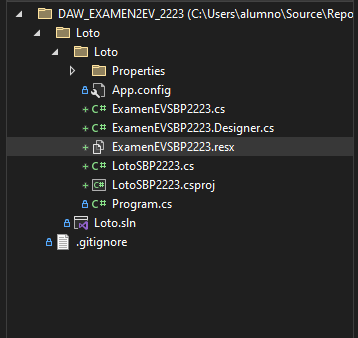 DAW_EXAMEN2EV_2223 (C:\Users\alumno\Source\Repo
Loto
Loto
Properties
App.config
C# ExamenEVSBP2223.cs
C# ExamenEVSBP2223.Designer.cs
ExamenEVSBP2223.resx
C# LotoSBP2223.cs
C# LotoSBP2223.csproj
C# Program.cs
Loto.sln
.gitignore